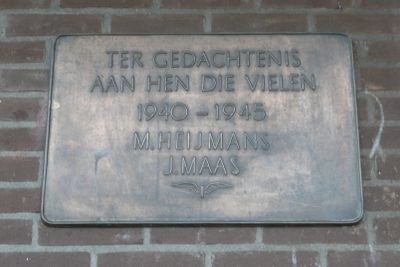 TER GEDACHTENIS
AAN HEN DIE VIELEN
1940-1945
M.HEIJMANS
J.MAAS